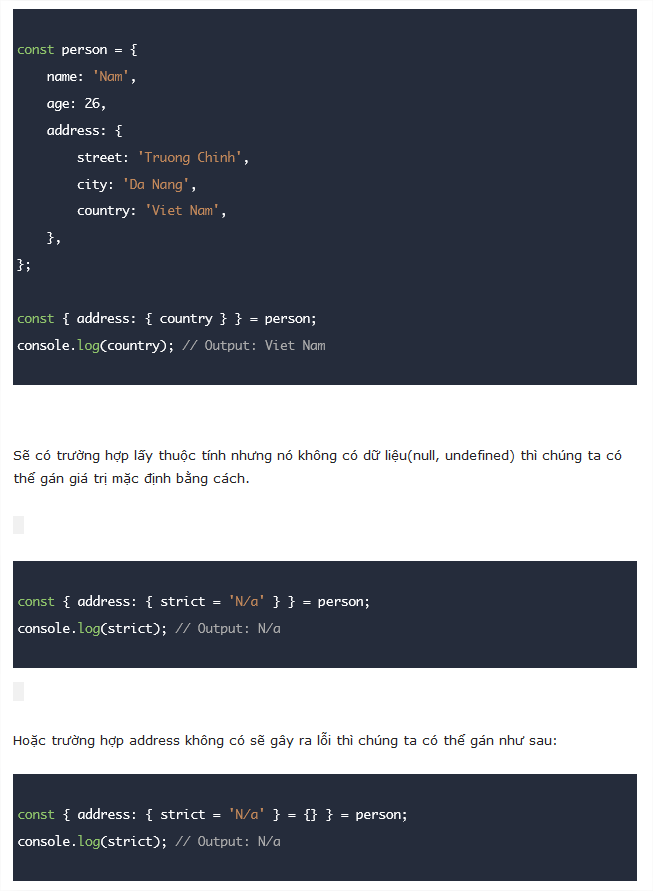 const person = {
    name: 'Nam',
    age: 26,
    address: {
        street: 'Truong Chinh',
        city: 'Da Nang',
        country: 'Viet Nam',
    },
};
const { address: { country } } = person;
console.log(country); // Output: Viet Nam
Sẽ có trường hợp lấy thuộc tính nhưng nó không có dữ liệu(null, undefined) thì chúng ta có
thể gán giá trị mặc định bằng cách.
const { address: { strict = 'N/a' } } = person;
console.log(strict); // Output: N/a
Hoặc trường hợp address không có sẽ gây ra lỗi thì chúng ta có thể gán như sau:
const { address: { strict = 'N/a' } = {} } = person;
console.log(strict); // Output: N/a